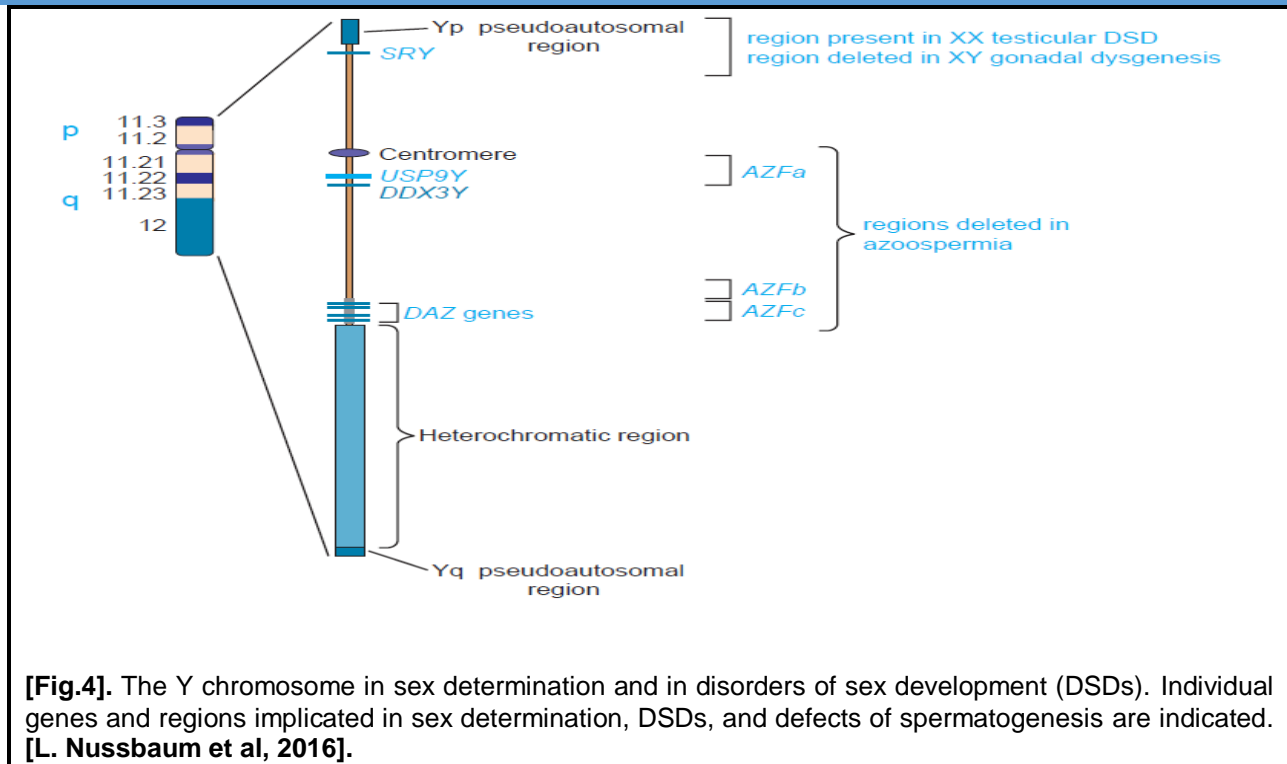 Yp pseudoautosomal
region
SRY
region present in XX testicular DSD
region deleted in XY gonadal dysgenesis
p
11.3
11.2
11.21
11.22
11.23
q
12
Centromere
USP9Y
DDX3Y
AZFa
regions deleted in
azoospermia
AZFb
AZFc
DAZ genes
Heterochromatic region
Yq pseudoautosomal
region
[Fig.4]. The Y chromosome in sex determination and in disorders of sex development (DSDs). Individual
genes and regions implicated in sex determination, DSDs, and defects of spermatogenesis are indicated.
[L. Nussbaum et al, 2016].